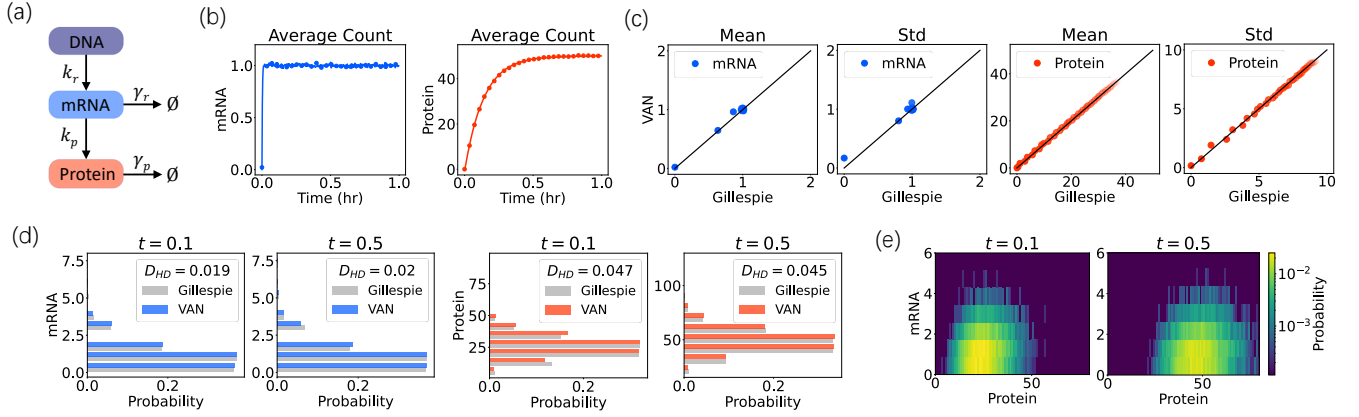 (a)
DNA
k_r
mRNA
γ_r
Ø
k_p
Protein
γ_p
Ø
(b)
Average Count
mRNA
1.0
0.5
0.0
0.0
0.5
1.0
Time (hr)
Average Count
Protein
40
20
0
0.0
0.5
1.0
Time (hr)
(c)
Mean
mRNA
VAN
2
1
0
0
1
2
Gillespie
Std
mRNA
2
1
0
0
1
2
Gillespie
Mean
Protein
40
20
0
0
20
40
Gillespie
Std
Protein
10
5
0
0
5
10
Gillespie
(d)
t = 0.1
D_HD = 0.019
Gillespie
VAN
mRNA
7.5
5.0
2.5
0.0
0.0
0.2
Probability
t = 0.5
D_HD = 0.02
Gillespie
VAN
7.5
5.0
2.5
0.0
0.0
0.2
Probability
t = 0.1
D_HD = 0.047
Gillespie
VAN
Protein
75
50
25
0.0
0.2
Probability
t = 0.5
D_HD = 0.045
Gillespie
VAN
100
50
0.0
0.2
Probability
(e)
t = 0.1
mRNA
6
4
2
0
0
50
Protein
t = 0.5
6
4
2
0
0
50
Protein
10⁻²
10⁻³
Probability